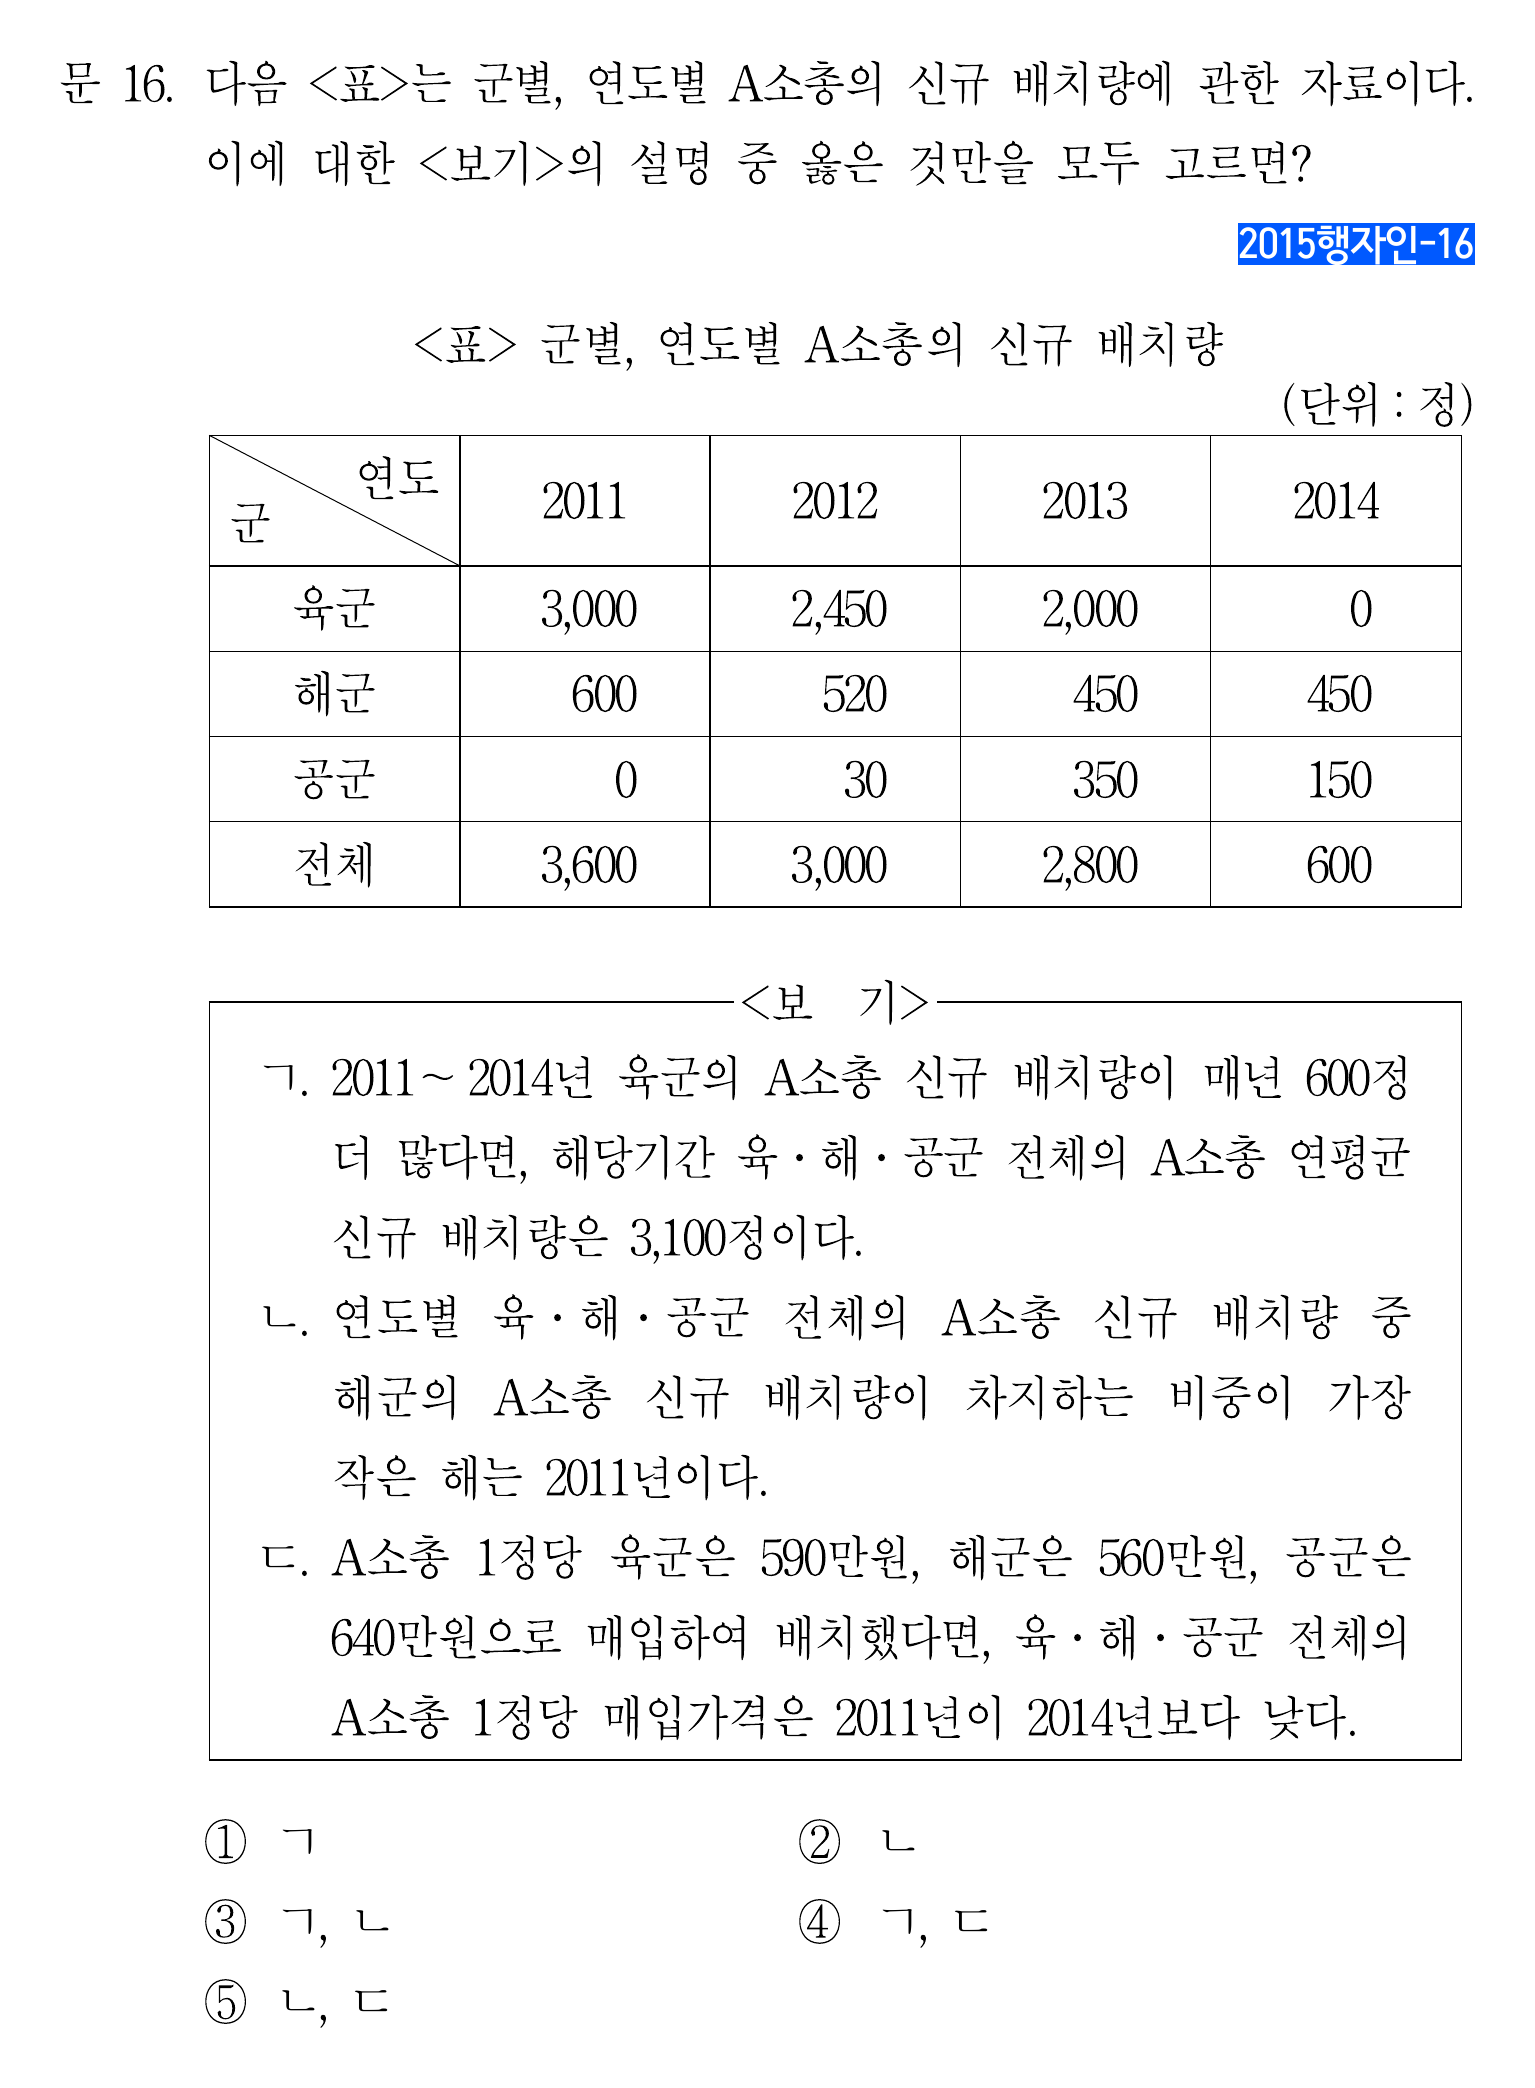 문 16. 다음 <표>는 군별, 연도별 A소총의 신규 배치량에 관한 자료이다.
이에 대한 <보기>의 설명 중 옳은 것만을 모두 고르면?
2015행자인-16
<표> 군별, 연도별 A소총의 신규 배치량
(단위 : 정)
군 연도 2011 2012 2013 2014
육군 3,000 2,450 2,000 0
해군 600 520 450 450
공군 0 30 350 150
전체 3,600 3,000 2,800 600
<보 기>
ㄱ. 2011～2014년 육군의 A소총 신규 배치량이 매년 600정
더 많다면, 해당기간 육·해·공군 전체의 A소총 연평균
신규 배치량은 3,100정이다.
ㄴ. 연도별 육·해·공군 전체의 A소총 신규 배치량 중
해군의 A소총 신규 배치량이 차지하는 비중이 가장
작은 해는 2011년이다.
ㄷ. A소총 1정당 육군은 590만원, 해군은 560만원, 공군은
640만원으로 매입하여 배치했다면, 육·해·공군 전체의
A소총 1정당 매입가격은 2011년이 2014년보다 낮다.
① ㄱ ② ㄴ
③ ㄱ, ㄴ ④ ㄱ, ㄷ
⑤ ㄴ, ㄷ